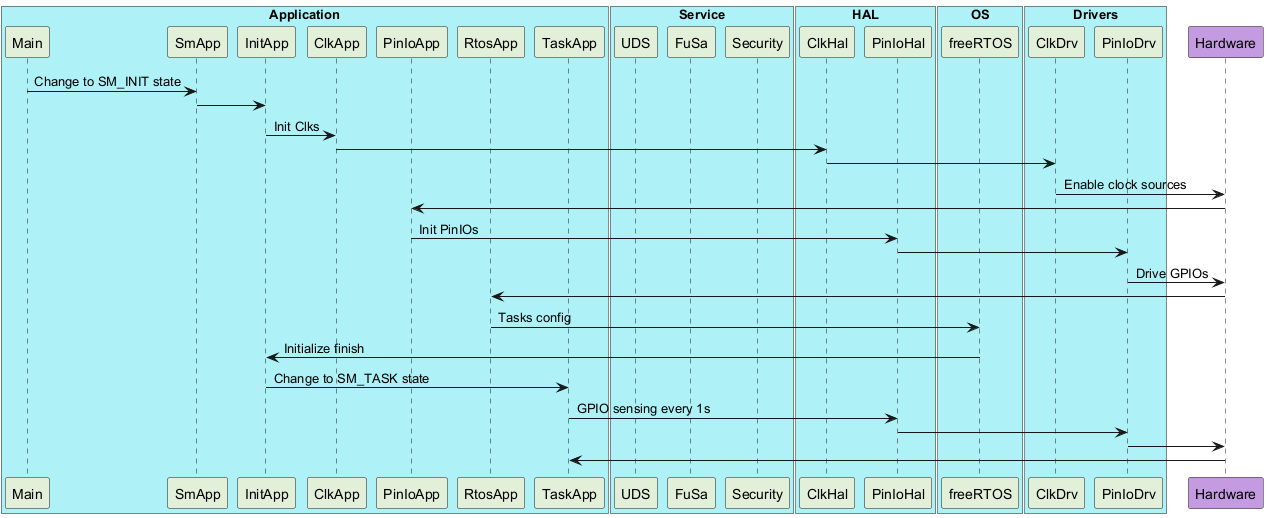 Application Service HAL OS Drivers
Main SmApp InitApp ClkApp PinIoApp RtosApp TaskApp UDS FuSa Security ClkHal PinIoHal freeRTOS ClkDrv PinIoDrv Hardware
Change to SM_INIT state
Init Clks
Enable clock sources
Init PinIOs
Drive GPIOs
Tasks config
Initialize finish
Change to SM_TASK state
GPIO sensing every 1s
Main SmApp InitApp ClkApp PinIoApp RtosApp TaskApp UDS FuSa Security ClkHal PinIoHal freeRTOS ClkDrv PinIoDrv Hardware